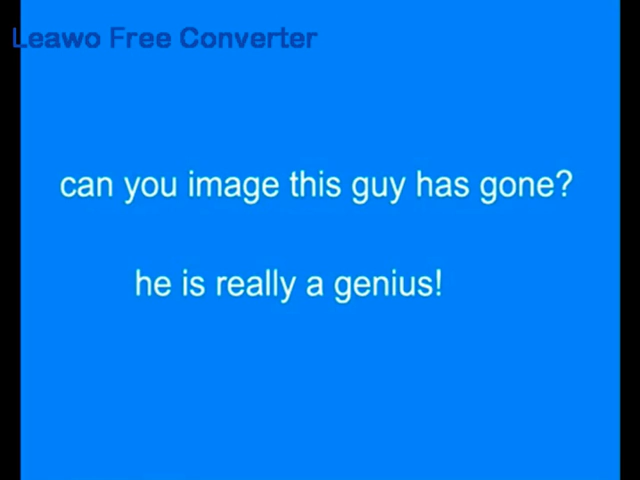 Leawo Free Converter
can you image this guy has gone?
he is really a genius!